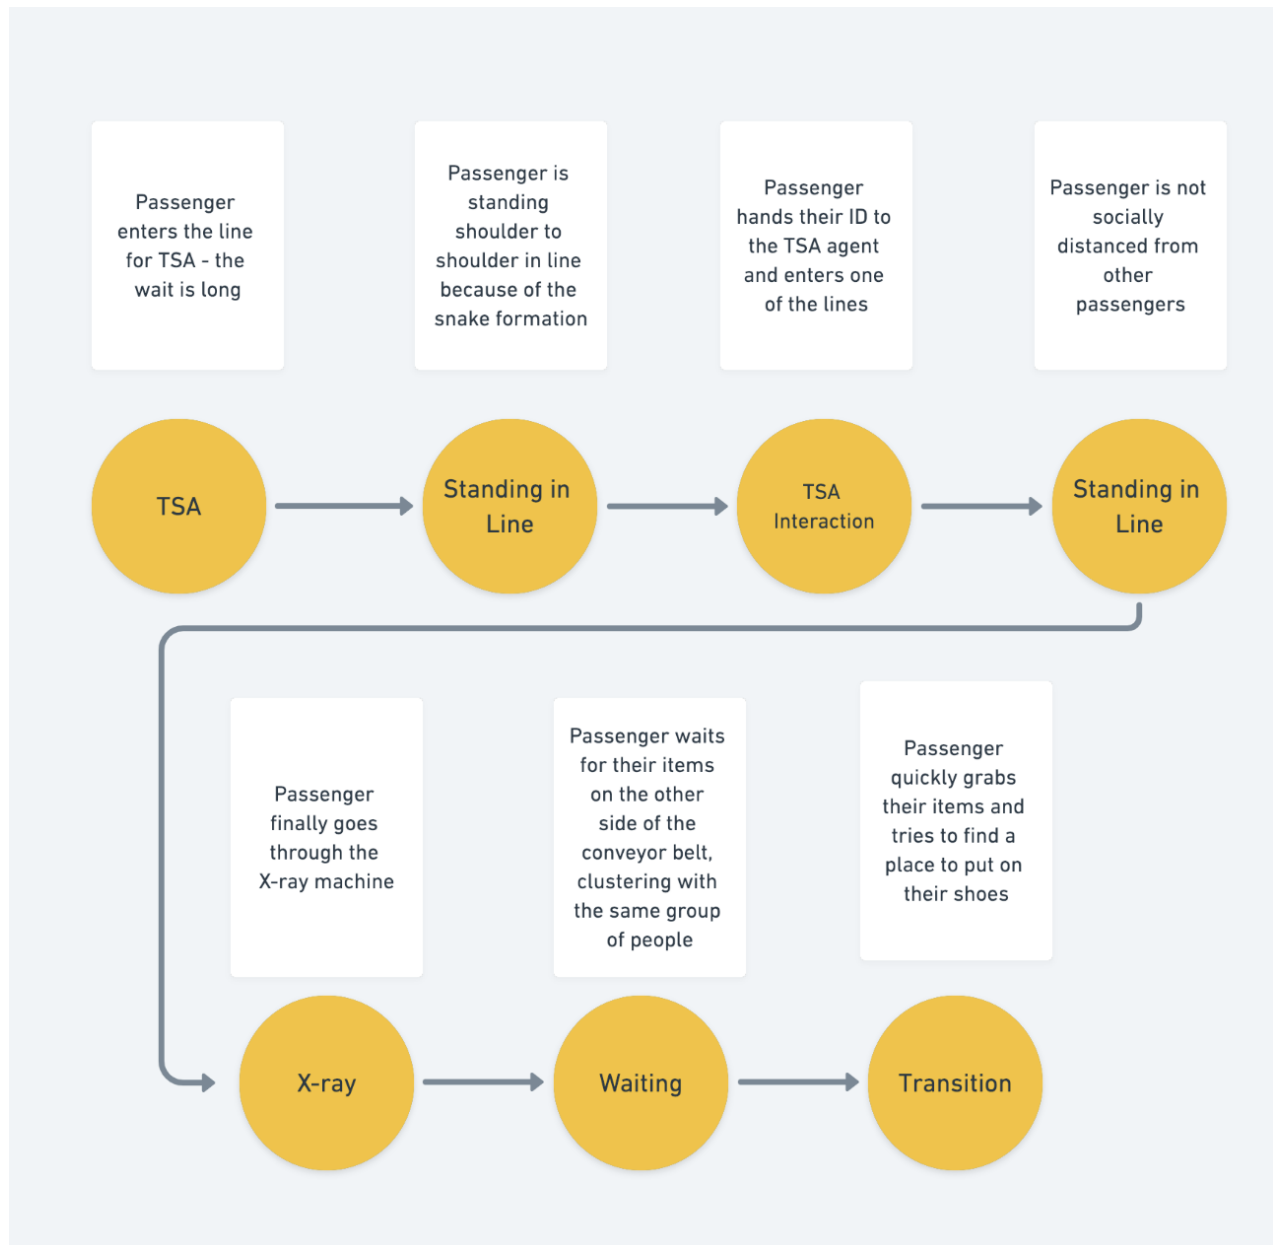 Passenger
enters the line
for TSA - the
wait is long
Passenger is
standing
shoulder to
shoulder in line
because of the
snake formation
Passenger
hands their ID to
the TSA agent
and enters one
of the lines
Passenger is not
socially
distanced from
other
passengers
TSA
Standing in
Line
TSA
Interaction
Standing in
Line
Passenger
finally goes
through the
X-ray machine
Passenger waits
for their items
on the other
side of the
conveyor belt,
clustering with
the same group
of people
Passenger
quickly grabs
their items and
tries to find a
place to put on
their shoes
X-ray
Waiting
Transition